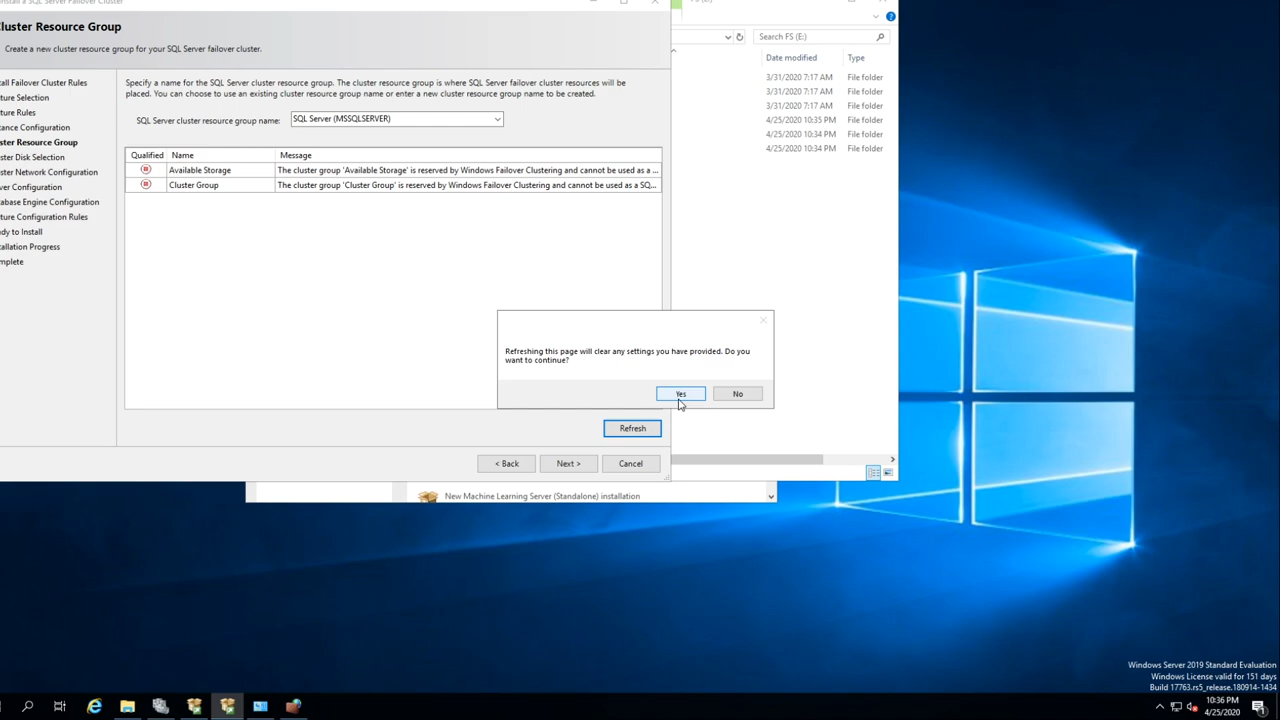 nstall a SQL Server Failover Cluster
luster Resource Group
Create a new cluster resource group for your SQL Server failover cluster.
tall Failover Cluster Rules
ture Selection
ture Rules
tance Configuration
ster Resource Group
ster Disk Selection
ster Network Configuration
ver Configuration
abase Engine Configuration
ture Configuration Rules
dy to Install
tallation Progress
mplete
Specify a name for the SQL Server cluster resource group. The cluster resource group is where SQL Server failover cluster resources will be
placed. You can choose to use an existing cluster resource group name or enter a new cluster resource group name to be created.
SQL Server cluster resource group name: SQL Server (MSSQLSERVER)
Qualified Name Message
Available Storage The cluster group 'Available Storage' is reserved by Windows Failover Clustering and cannot be used as a ...
Cluster Group The cluster group 'Cluster Group' is reserved by Windows Failover Clustering and cannot be used as a SQ...
Refresh
< Back Next > Cancel
Refreshing this page will clear any settings you have provided. Do you
want to continue?
Yes No
Search FS (E:)
Date modified Type
3/31/2020 7:17 AM File folder
3/31/2020 7:17 AM File folder
3/31/2020 7:17 AM File folder
4/25/2020 10:35 PM File folder
4/25/2020 10:34 PM File folder
4/25/2020 10:34 PM File folder
New Machine Learning Server (Standalone) installation
Windows Server 2019 Standard Evaluation
Windows License valid for 151 days
Build 17763.rs5_release.180914-1434
10:36 PM
4/25/2020